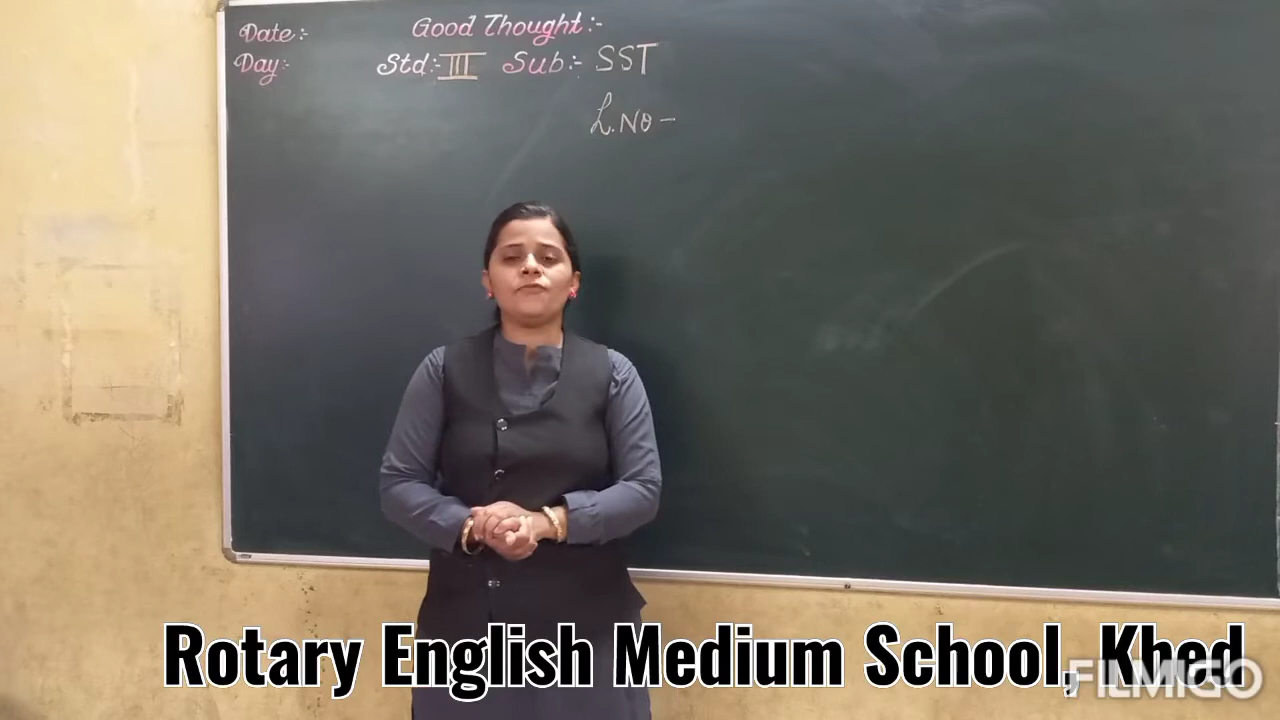 Date:- Good Thought:-
Day:- Std:- III Sub:- SST
L.No -
Rotary English Medium School, Khed
FILMIGO